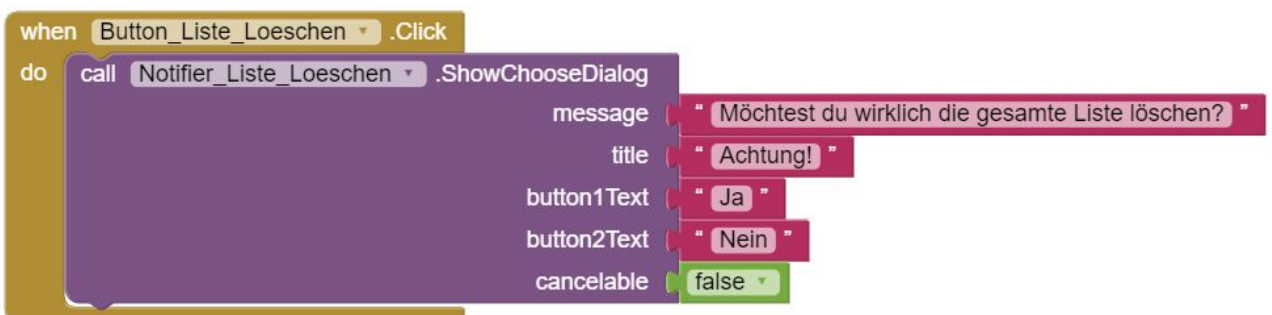 when Button_Liste_Loeschen .Click
do call Notifier_Liste_Loeschen .ShowChooseDialog
message " Möchtest du wirklich die gesamte Liste löschen? "
title " Achtung! "
button1Text " Ja "
button2Text " Nein "
cancelable false